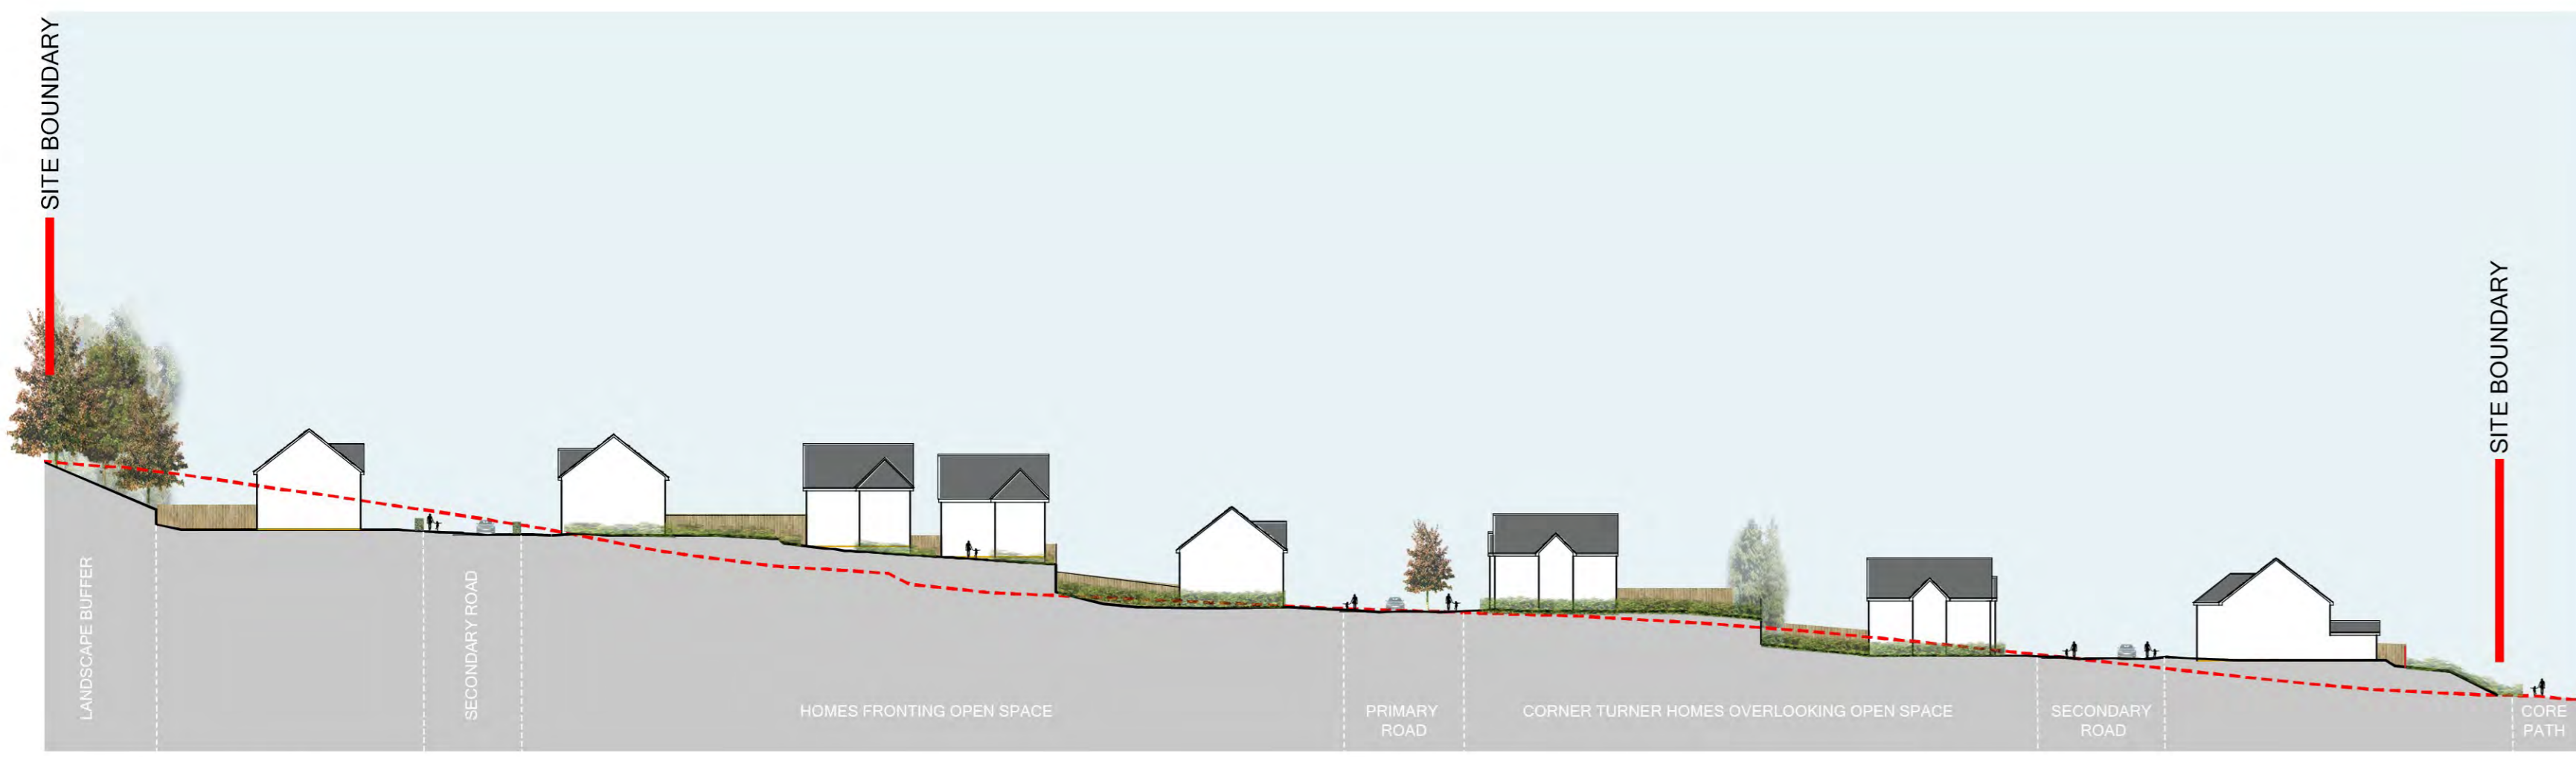 SITE BOUNDARY
SITE BOUNDARY
LANDSCAPE BUFFER
SECONDARY ROAD
HOMES FRONTING OPEN SPACE
PRIMARY
ROAD
CORNER TURNER HOMES OVERLOOKING OPEN SPACE
SECONDARY
ROAD
CORE
PATH